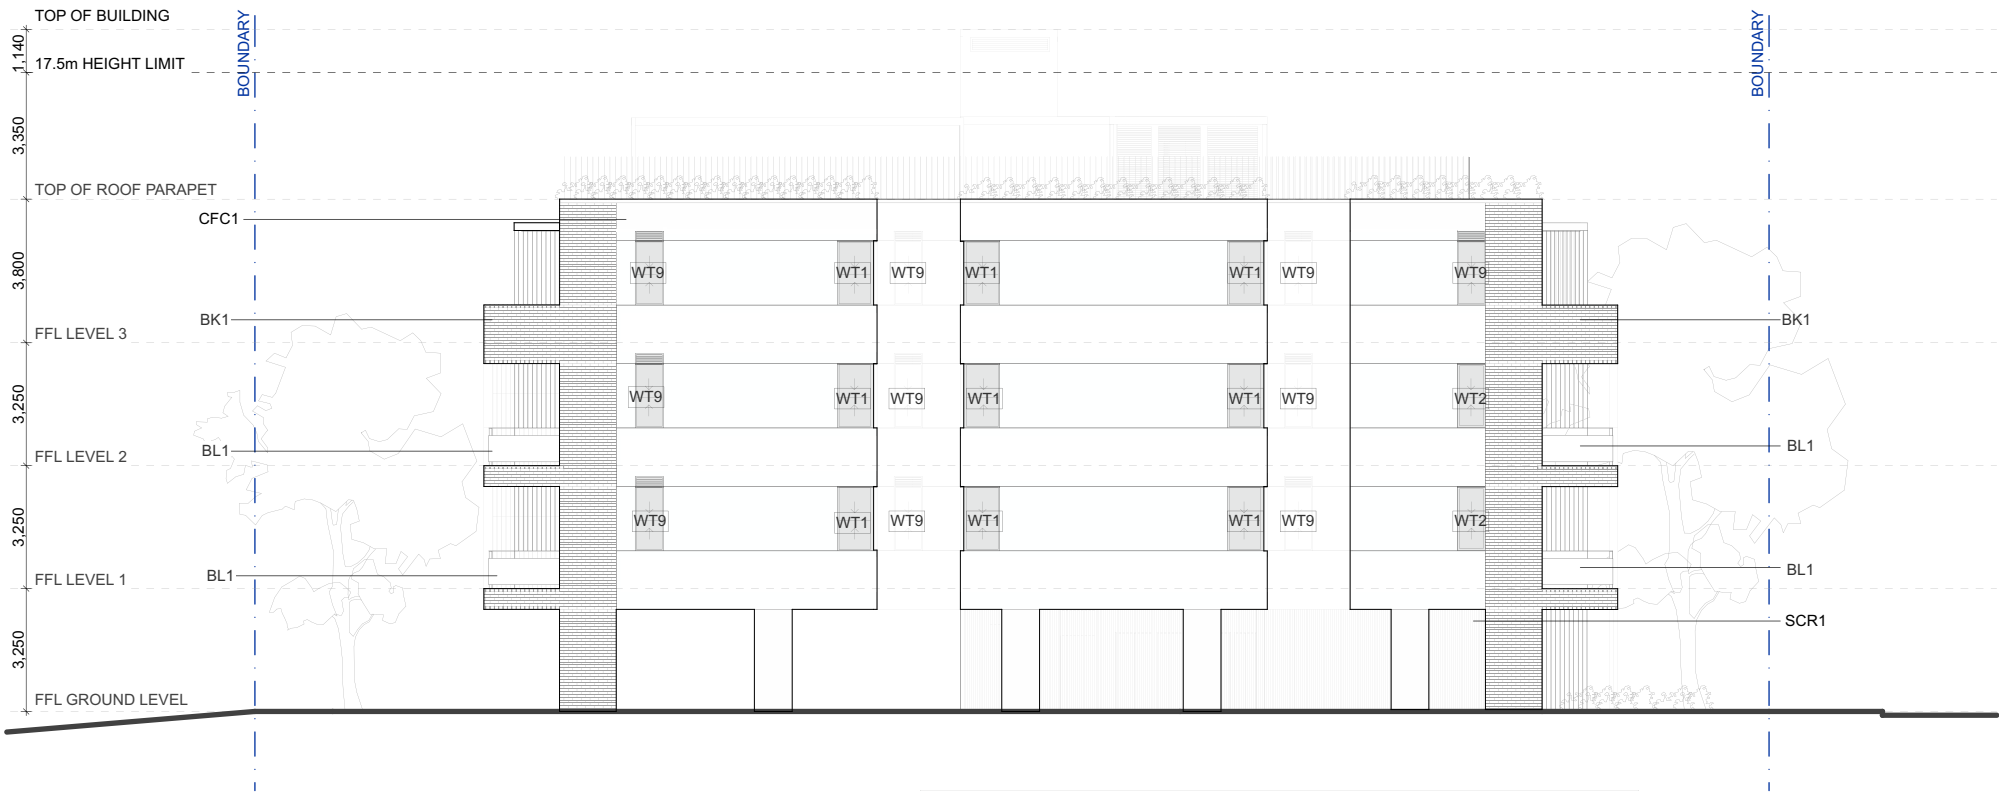 TOP OF BUILDING
BOUNDARY
BOUNDARY
1,140
17.5m HEIGHT LIMIT
3,350
TOP OF ROOF PARAPET
CFC1
3,800
WT9
WT1
WT9
WT1
WT1
WT9
WT9
BK1
BK1
FFL LEVEL 3
3,250
WT9
WT1
WT9
WT1
WT1
WT9
WT2
BL1
BL1
FFL LEVEL 2
3,250
WT9
WT1
WT9
WT1
WT1
WT9
WT2
BL1
BL1
FFL LEVEL 1
SCR1
3,250
FFL GROUND LEVEL